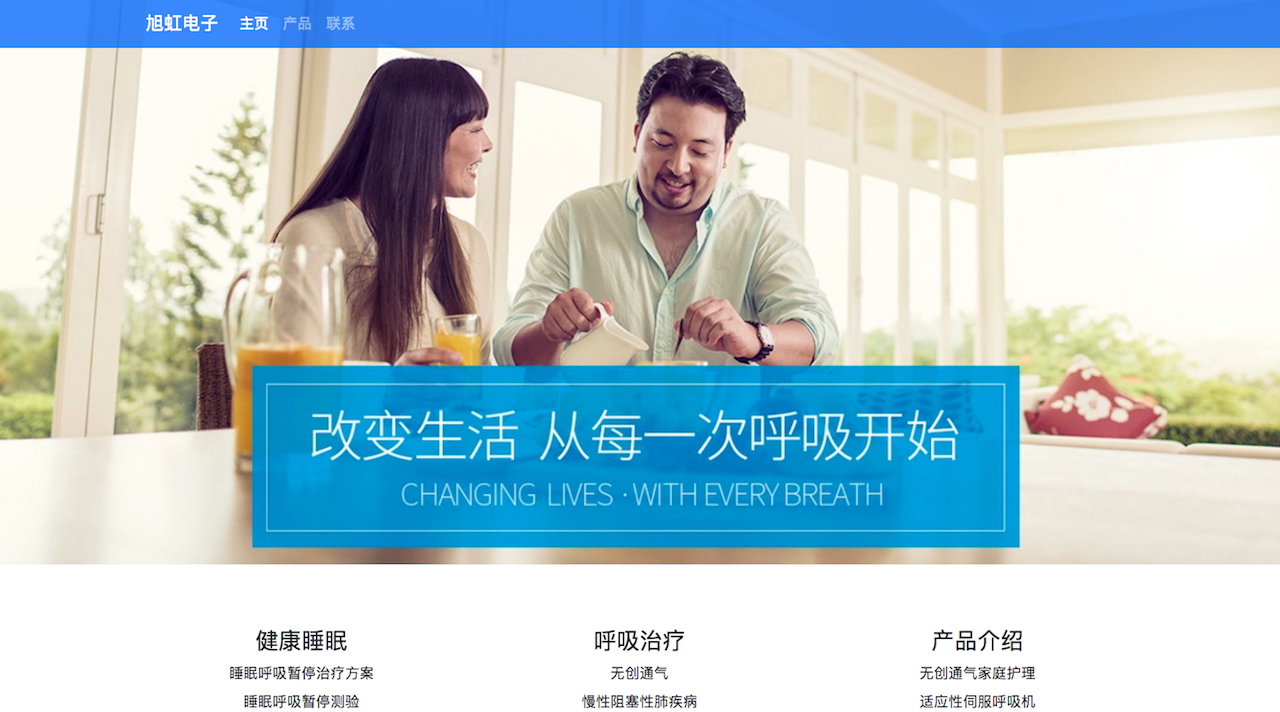 旭虹电子 主页 产品 联系
改变生活 从每一次呼吸开始
CHANGING LIVES · WITH EVERY BREATH
健康睡眠
睡眠呼吸暂停治疗方案
睡眠呼吸暂停测验
呼吸治疗
无创通气
慢性阻塞性肺疾病
产品介绍
无创通气家庭护理
适应性伺服呼吸机